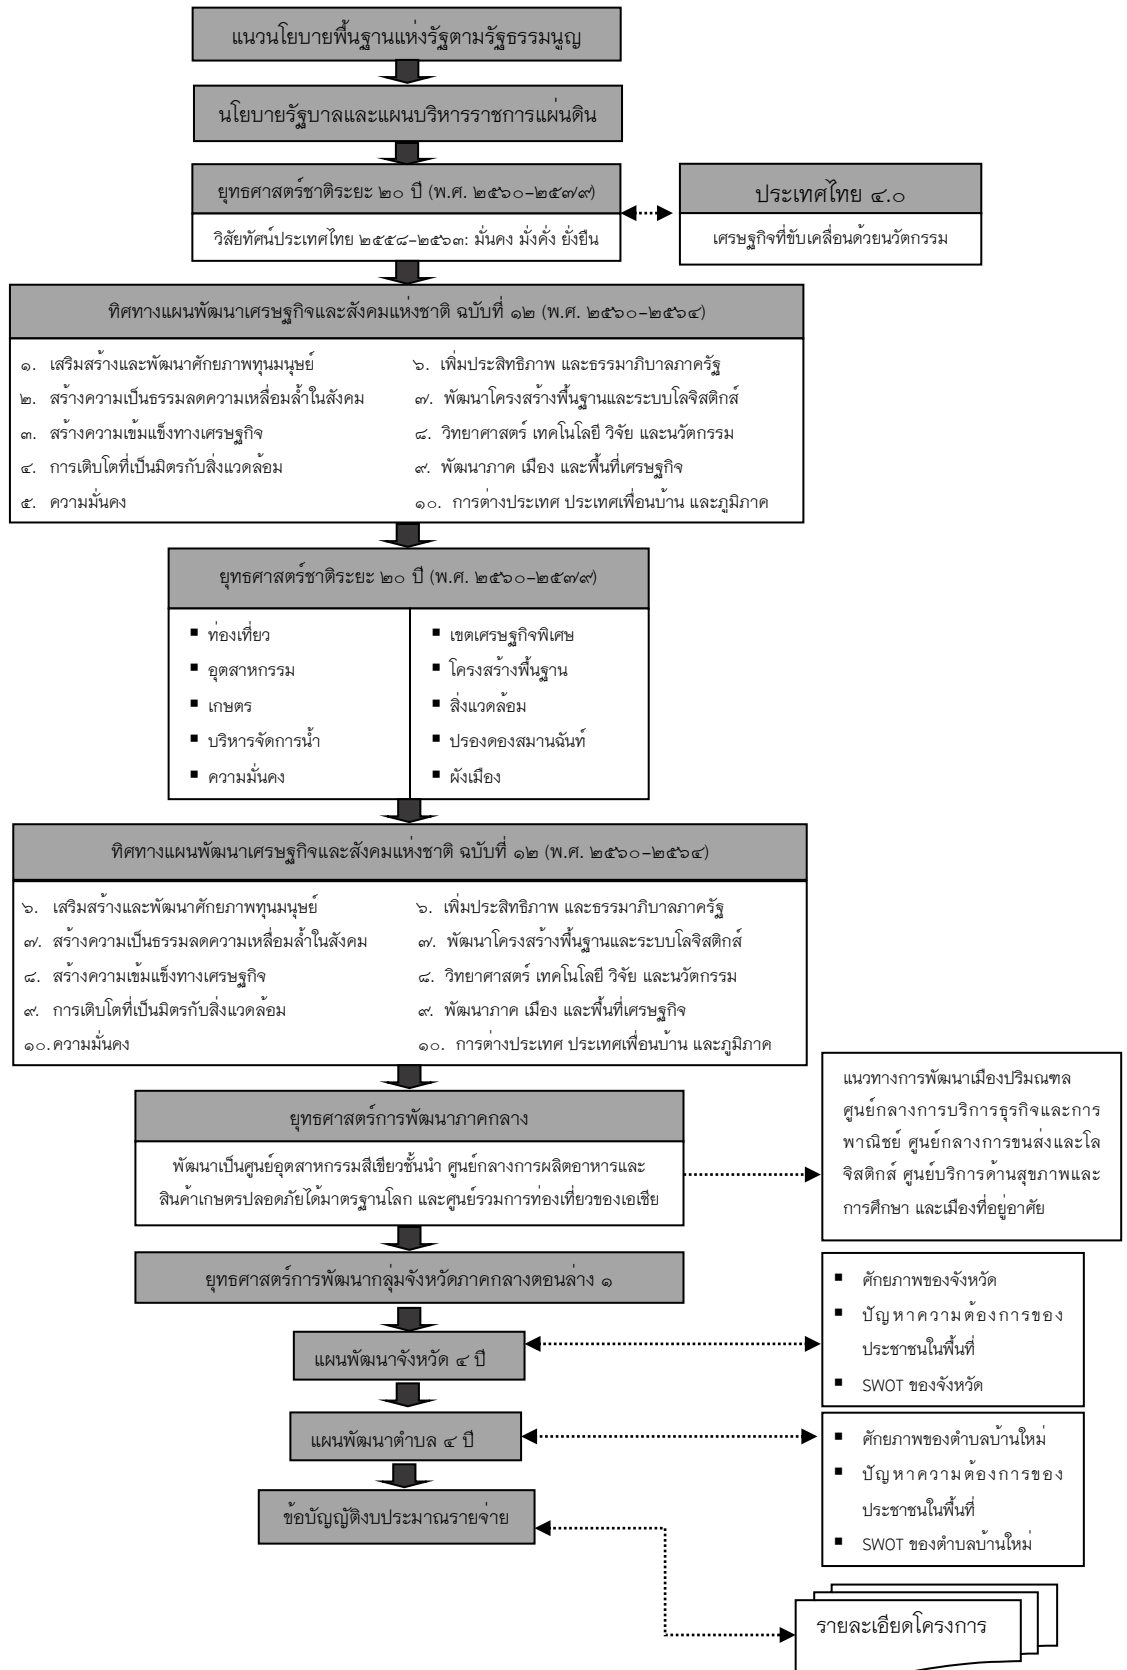 แนวนโยบายพื้นฐานแห่งรัฐตามรัฐธรรมนูญ
นโยบายรัฐบาลและแผนบริหารราชการแผ่นดิน
ยุทธศาสตร์ชาติระยะ ๒๐ ปี (พ.ศ. ๒๕๖๐-๒๕๗๙)
วิสัยทัศน์ประเทศไทย ๒๕๕๘-๒๕๖๓: มั่นคง มั่งคั่ง ยั่งยืน
ประเทศไทย ๔.๐
เศรษฐกิจที่ขับเคลื่อนด้วยนวัตกรรม
ทิศทางแผนพัฒนาเศรษฐกิจและสังคมแห่งชาติ ฉบับที่ ๑๒ (พ.ศ. ๒๕๖๐-๒๕๖๔)
๑. เสริมสร้างและพัฒนาศักยภาพทุนมนุษย์
๒. สร้างความเป็นธรรมลดความเหลื่อมล้ำในสังคม
๓. สร้างความเข้มแข็งทางเศรษฐกิจ
๔. การเติบโตที่เป็นมิตรกับสิ่งแวดล้อม
๕. ความมั่นคง
๖. เพิ่มประสิทธิภาพ และธรรมาภิบาลภาครัฐ
๗. พัฒนาโครงสร้างพื้นฐานและระบบโลจิสติกส์
๘. วิทยาศาสตร์ เทคโนโลยี วิจัย และนวัตกรรม
๙. พัฒนาภาค เมือง และพื้นที่เศรษฐกิจ
๑๐. การต่างประเทศ ประเทศเพื่อนบ้าน และภูมิภาค
ยุทธศาสตร์ชาติระยะ ๒๐ ปี (พ.ศ. ๒๕๖๐-๒๕๗๙)
▪ ท่องเที่ยว
▪ อุตสาหกรรม
▪ เกษตร
▪ บริหารจัดการน้ำ
▪ ความมั่นคง
▪ เขตเศรษฐกิจพิเศษ
▪ โครงสร้างพื้นฐาน
▪ สิ่งแวดล้อม
▪ ปรองดองสมานฉันท์
▪ ผังเมือง
ทิศทางแผนพัฒนาเศรษฐกิจและสังคมแห่งชาติ ฉบับที่ ๑๒ (พ.ศ. ๒๕๖๐-๒๕๖๔)
๖. เสริมสร้างและพัฒนาศักยภาพทุนมนุษย์
๗. สร้างความเป็นธรรมลดความเหลื่อมล้ำในสังคม
๘. สร้างความเข้มแข็งทางเศรษฐกิจ
๙. การเติบโตที่เป็นมิตรกับสิ่งแวดล้อม
๑๐. ความมั่นคง
๖. เพิ่มประสิทธิภาพ และธรรมาภิบาลภาครัฐ
๗. พัฒนาโครงสร้างพื้นฐานและระบบโลจิสติกส์
๘. วิทยาศาสตร์ เทคโนโลยี วิจัย และนวัตกรรม
๙. พัฒนาภาค เมือง และพื้นที่เศรษฐกิจ
๑๐. การต่างประเทศ ประเทศเพื่อนบ้าน และภูมิภาค
ยุทธศาสตร์การพัฒนาภาคกลาง
พัฒนาเป็นศูนย์อุตสาหกรรมสีเขียวชั้นนำ ศูนย์กลางการผลิตอาหารและ
สินค้าเกษตรปลอดภัยได้มาตรฐานโลก และศูนย์รวมการท่องเที่ยวของเอเชีย
แนวทางการพัฒนาเมืองปริมณฑล
ศูนย์กลางการบริการธุรกิจและการ
พาณิชย์ ศูนย์กลางการขนส่งและโล
จิสติกส์ ศูนย์บริการด้านสุขภาพและ
การศึกษา และเมืองที่อยู่อาศัย
ยุทธศาสตร์การพัฒนากลุ่มจังหวัดภาคกลางตอนล่าง ๑
แผนพัฒนาจังหวัด ๔ ปี
▪ ศักยภาพของจังหวัด
▪ ปัญหาความต้องการของ
ประชาชนในพื้นที่
▪ SWOT ของจังหวัด
แผนพัฒนาตำบล ๔ ปี
▪ ศักยภาพของตำบลบ้านใหม่
▪ ปัญหาความต้องการของ
ประชาชนในพื้นที่
▪ SWOT ของตำบลบ้านใหม่
ข้อบัญญัติงบประมาณรายจ่าย
รายละเอียดโครงการ